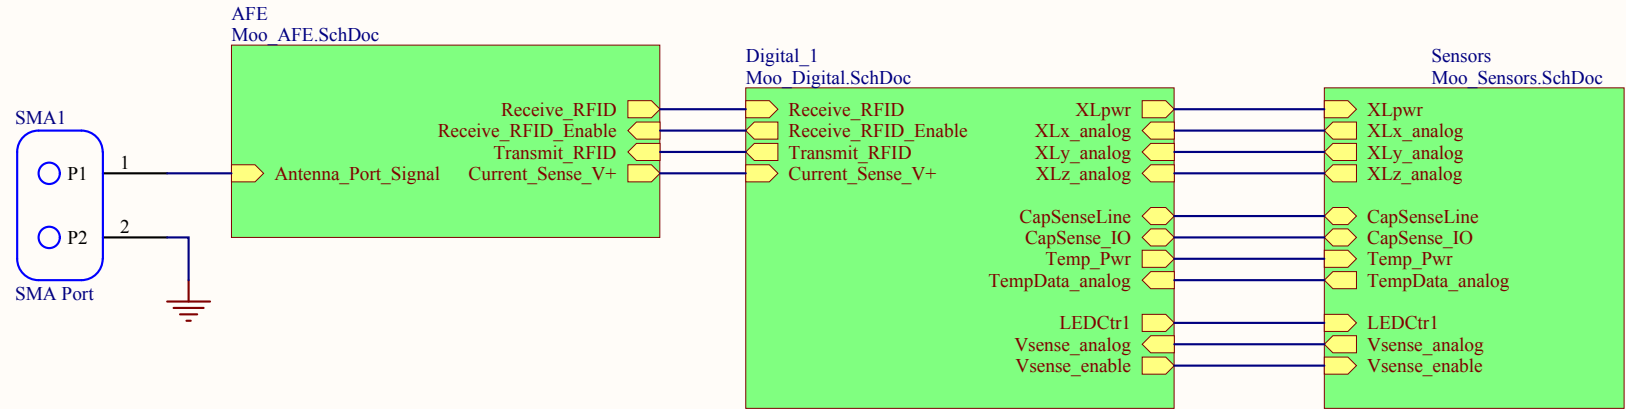 AFE
Moo_AFE.SchDoc
Receive_RFID
Receive_RFID_Enable
Transmit_RFID
Antenna_Port_Signal
Current_Sense_V+
SMA1
P1
1
P2
2
SMA Port
Digital_1
Moo_Digital.SchDoc
Receive_RFID
Receive_RFID_Enable
Transmit_RFID
Current_Sense_V+
XLpwr
XLx_analog
XLy_analog
XLz_analog
CapSenseLine
CapSense_IO
Temp_Pwr
TempData_analog
LEDCtr1
Vsense_analog
Vsense_enable
Sensors
Moo_Sensors.SchDoc
XLpwr
XLx_analog
XLy_analog
XLz_analog
CapSenseLine
CapSense_IO
Temp_Pwr
TempData_analog
LEDCtr1
Vsense_analog
Vsense_enable